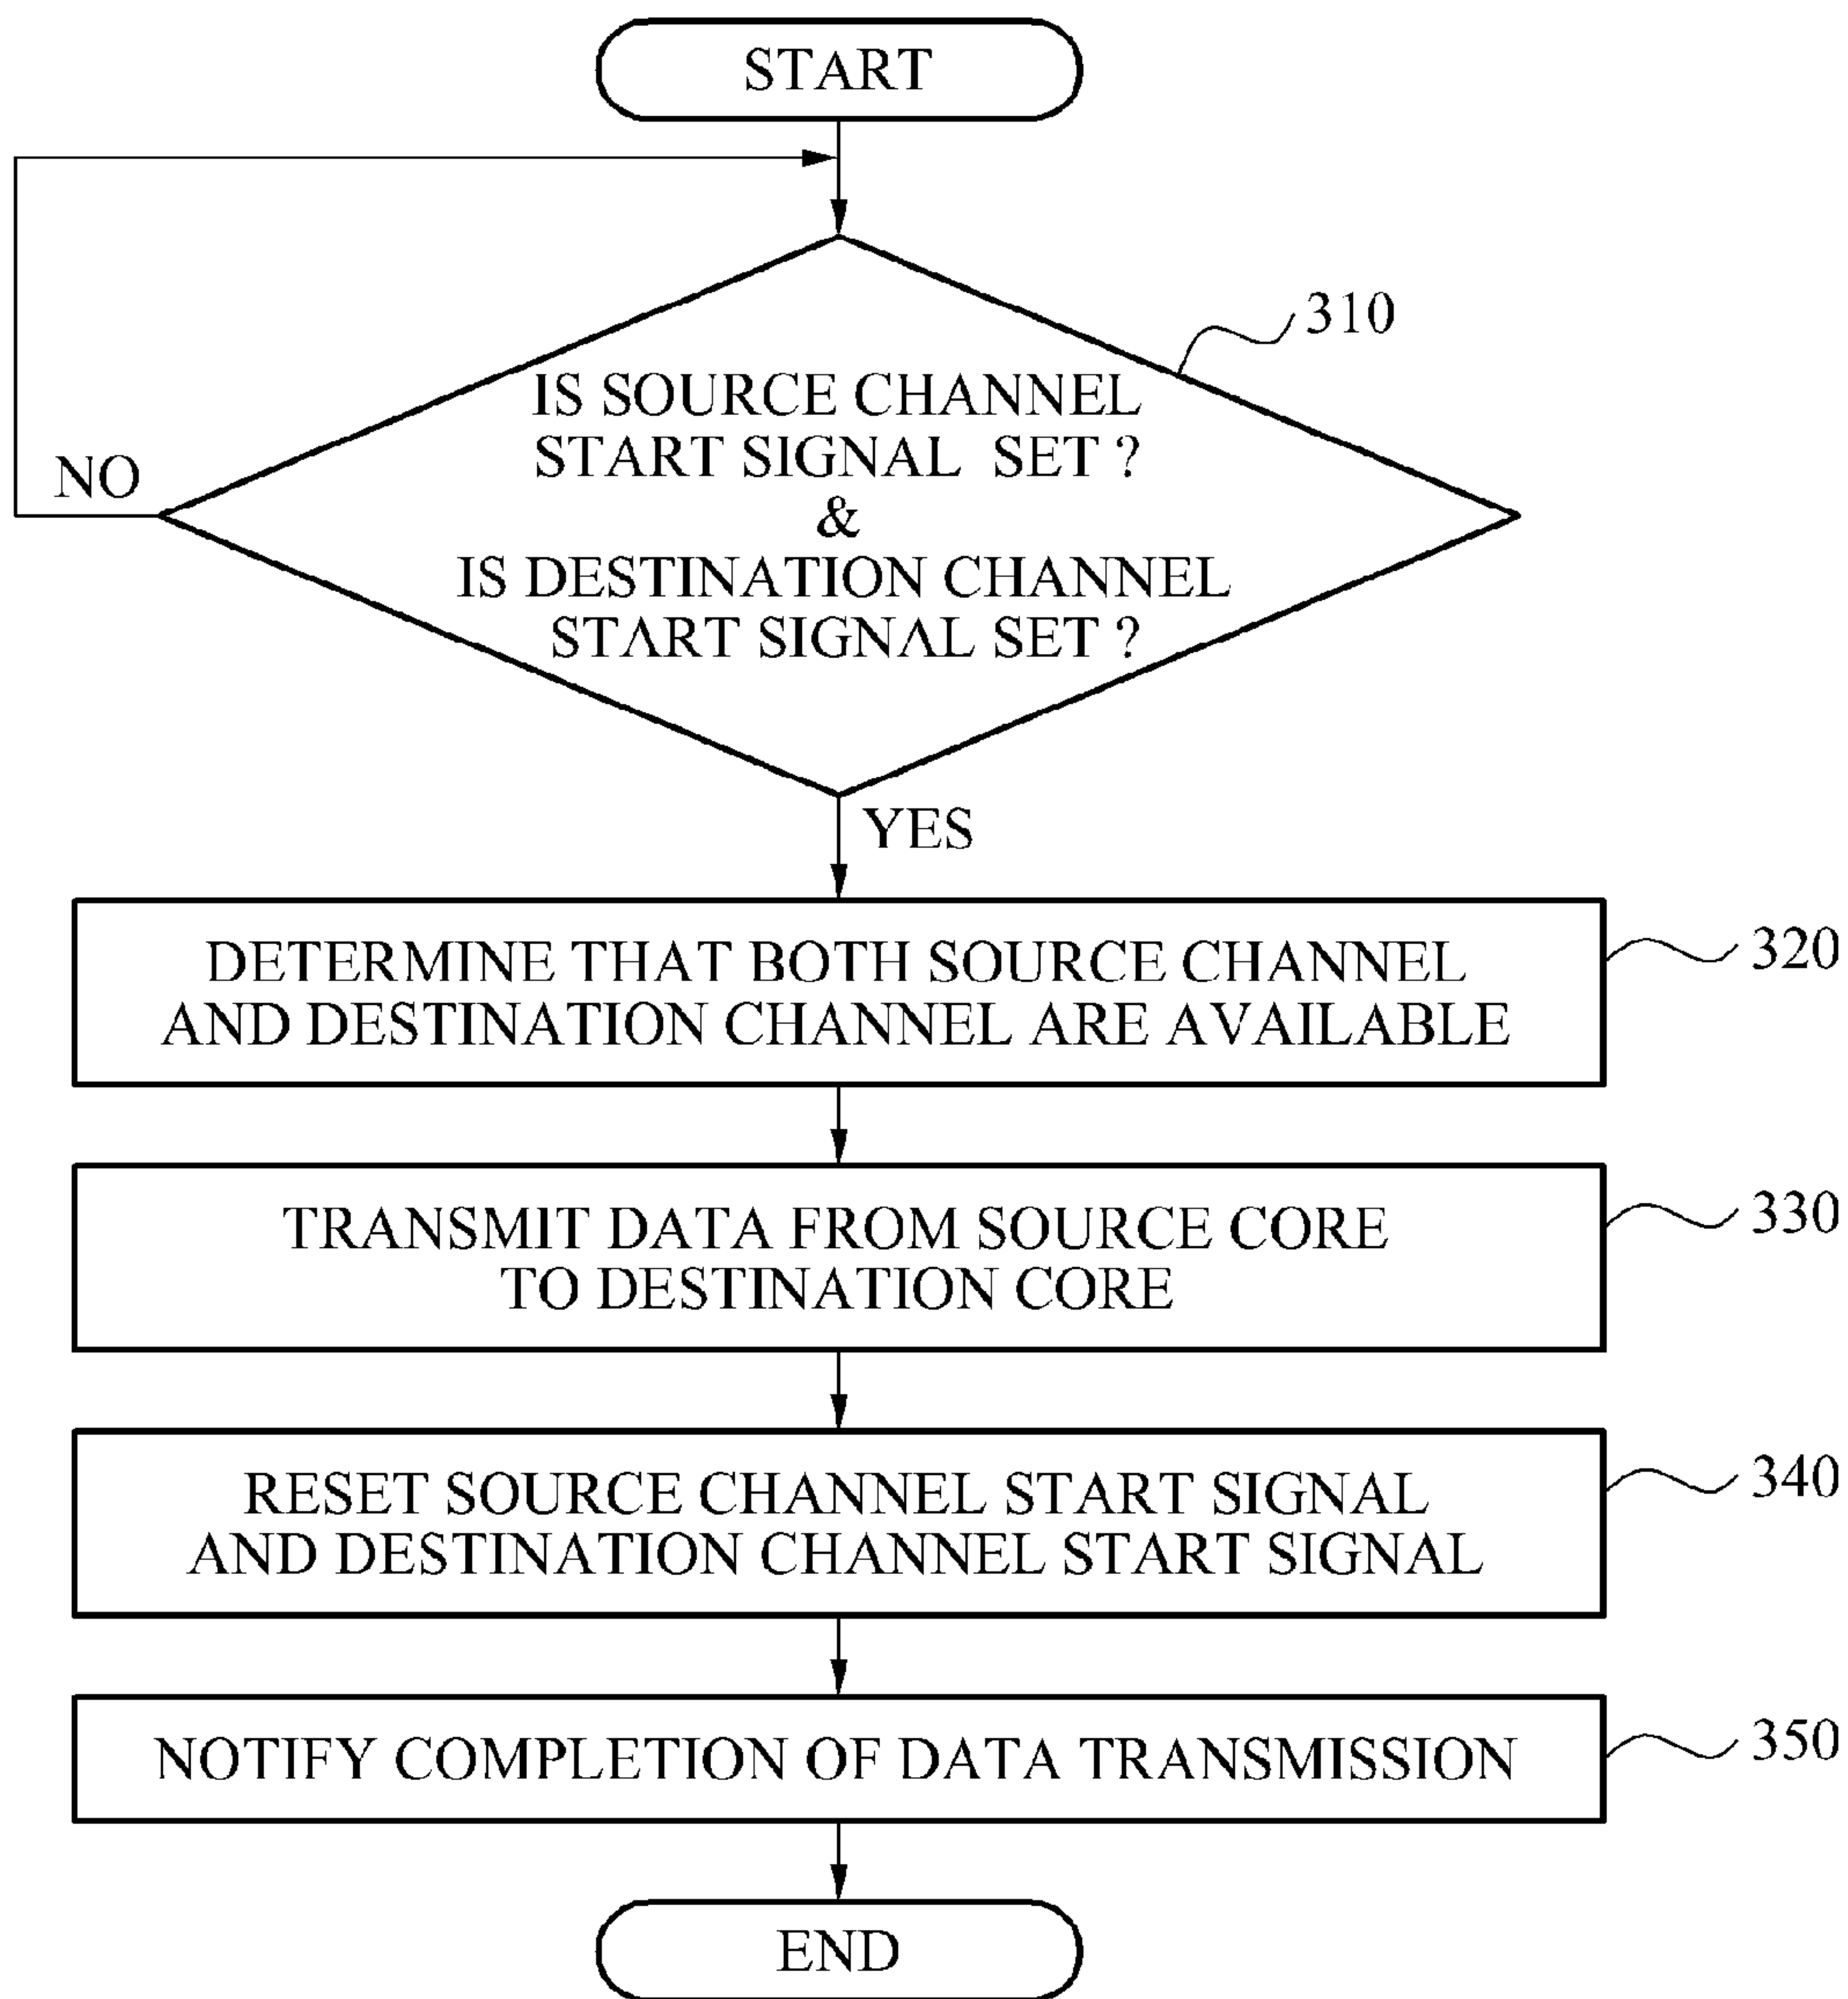 START
310
IS SOURCE CHANNEL
START SIGNAL SET ?
&
IS DESTINATION CHANNEL
START SIGNAL SET ?
NO
YES
DETERMINE THAT BOTH SOURCE CHANNEL
AND DESTINATION CHANNEL ARE AVAILABLE
320
TRANSMIT DATA FROM SOURCE CORE
TO DESTINATION CORE
330
RESET SOURCE CHANNEL START SIGNAL
AND DESTINATION CHANNEL START SIGNAL
340
NOTIFY COMPLETION OF DATA TRANSMISSION
350
END